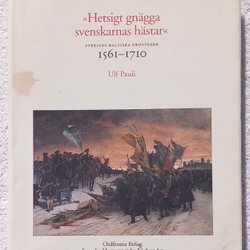 »Hetsigt gnägga
svenskarnas hästar«
SVERIGES BALTISKA PROVINSER
1561–1710
Ulf Pauli
Ordfronts förlag